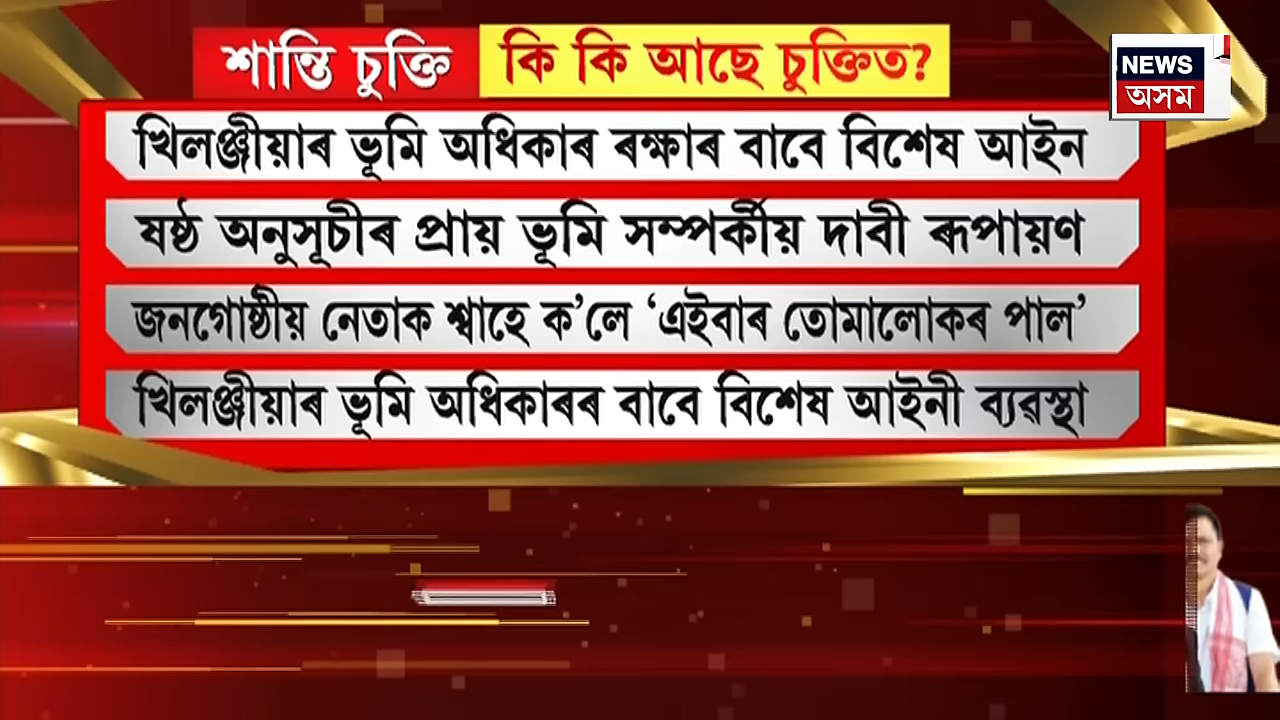 শান্তি চুক্তি কি কি আছে চুক্তিত?
NEWS
অসম
খিলঞ্জীয়াৰ ভূমি অধিকাৰ ৰক্ষাৰ বাবে বিশেষ আইন
ষষ্ঠ অনুসূচীৰ প্ৰায় ভূমি সম্পৰ্কীয় দাবী ৰূপায়ণ
জনগোষ্ঠীয় নেতাক শ্বাহে ক’লে ‘এইবাৰ তোমালোকৰ পাল’
খিলঞ্জীয়াৰ ভূমি অধিকাৰৰ বাবে বিশেষ আইনী ব্যৱস্থা